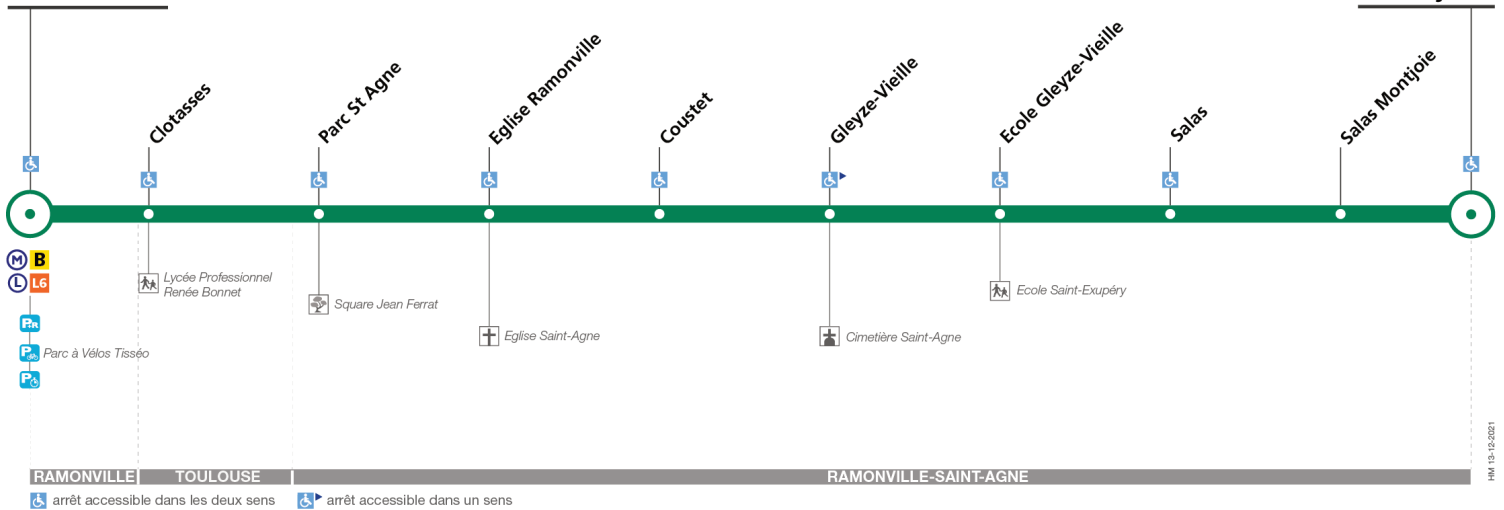 Clotasses
Parc St Agne
Eglise Ramonville
Coustet
Gleyze-Vieille
Ecole Gleyze-Vieille
Salas
Salas Montjoie
M B
L L6
P+R
P
P
Parc à Vélos Tisséo
Lycée Professionnel
Renée Bonnet
Square Jean Ferrat
Eglise Saint-Agne
Cimetière Saint-Agne
Ecole Saint-Exupéry
HM 13-12-2021
RAMONVILLE TOULOUSE RAMONVILLE-SAINT-AGNE
arrêt accessible dans les deux sens arrêt accessible dans un sens